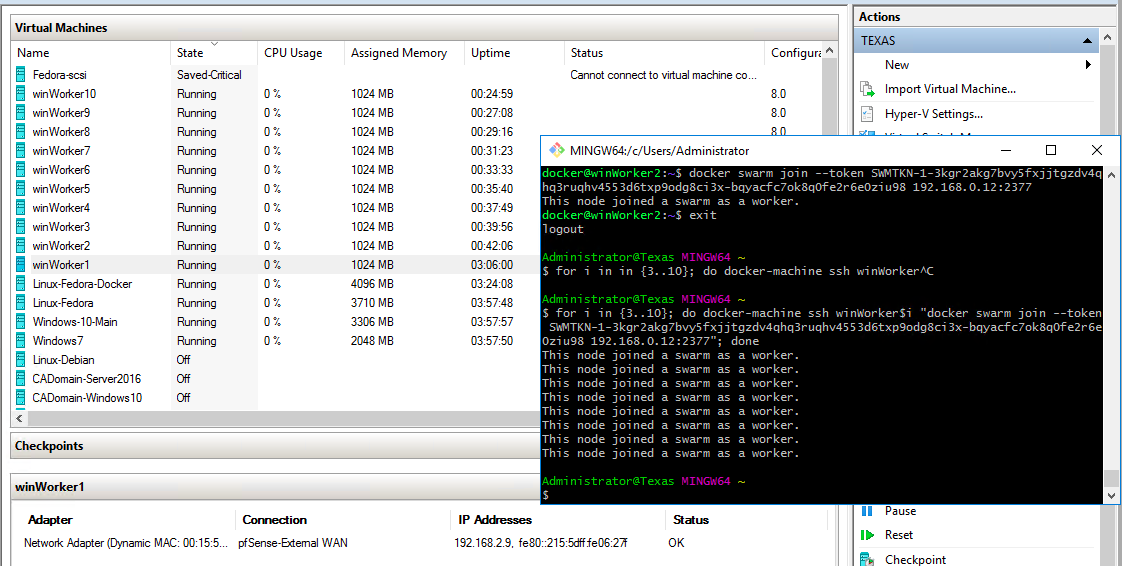 Virtual Machines
Name State CPU Usage Assigned Memory Uptime Status Configura
Fedora-scsi Saved-Critical Cannot connect to virtual machine co...
winWorker10 Running 0 % 1024 MB 00:24:59 8.0
winWorker9 Running 0 % 1024 MB 00:27:08 8.0
winWorker8 Running 0 % 1024 MB 00:29:16 8.0
winWorker7 Running 0 % 1024 MB 00:31:23
winWorker6 Running 0 % 1024 MB 00:33:33
winWorker5 Running 0 % 1024 MB 00:35:40
winWorker4 Running 0 % 1024 MB 00:37:49
winWorker3 Running 0 % 1024 MB 00:39:56
winWorker2 Running 0 % 1024 MB 00:42:06
winWorker1 Running 0 % 1024 MB 03:06:00
Linux-Fedora-Docker Running 0 % 4096 MB 03:24:08
Linux-Fedora Running 0 % 3710 MB 03:57:48
Windows-10-Main Running 0 % 3306 MB 03:57:57
Windows7 Running 0 % 2048 MB 03:57:50
Linux-Debian Off
CADomain-Server2016 Off
CADomain-Windows10 Off
Checkpoints
winWorker1
Adapter Connection IP Addresses Status
Network Adapter (Dynamic MAC: 00:15:5... pfSense-External WAN 192.168.2.9, fe80::215:5dff:fe06:27f OK
Actions
TEXAS
New
Import Virtual Machine...
Hyper-V Settings...
MINGW64:/c/Users/Administrator
docker@winWorker2:~$ docker swarm join --token SWMTKN-1-3kgr2akg7bvy5fxjjtgzdv4q
hq3ruqhv4553d6txp9odg8ci3x-bqyacfc7ok8q0fe2r6e0ziu98 192.168.0.12:2377
This node joined a swarm as a worker.
docker@winWorker2:~$ exit
logout
Administrator@Texas MINGW64 ~
$ for i in in {3..10}; do docker-machine ssh winWorker^C
Administrator@Texas MINGW64 ~
$ for i in {3..10}; do docker-machine ssh winWorker$i "docker swarm join --token
SWMTKN-1-3kgr2akg7bvy5fxjjtgzdv4qhq3ruqhv4553d6txp9odg8ci3x-bqyacfc7ok8q0fe2r6e
0ziu98 192.168.0.12:2377"; done
This node joined a swarm as a worker.
This node joined a swarm as a worker.
This node joined a swarm as a worker.
This node joined a swarm as a worker.
This node joined a swarm as a worker.
This node joined a swarm as a worker.
This node joined a swarm as a worker.
This node joined a swarm as a worker.
Administrator@Texas MINGW64 ~
$
Pause
Reset
Checkpoint